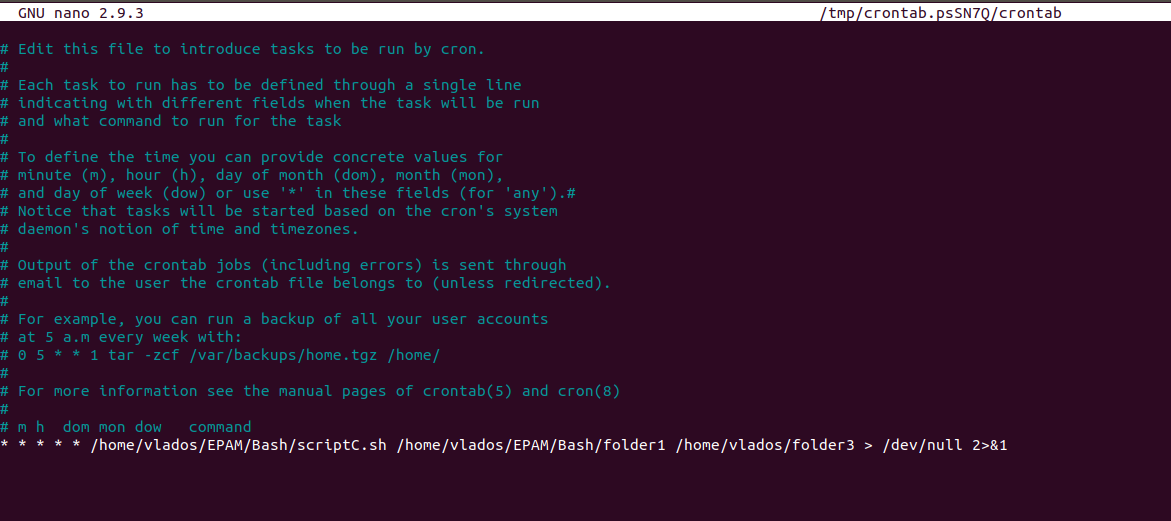 GNU nano 2.9.3 /tmp/crontab.psSN7Q/crontab
# Edit this file to introduce tasks to be run by cron.
#
# Each task to run has to be defined through a single line
# indicating with different fields when the task will be run
# and what command to run for the task
#
# To define the time you can provide concrete values for
# minute (m), hour (h), day of month (dom), month (mon),
# and day of week (dow) or use '*' in these fields (for 'any').#
# Notice that tasks will be started based on the cron's system
# daemon's notion of time and timezones.
#
# Output of the crontab jobs (including errors) is sent through
# email to the user the crontab file belongs to (unless redirected).
#
# For example, you can run a backup of all your user accounts
# at 5 a.m every week with:
# 0 5 * * 1 tar -zcf /var/backups/home.tgz /home/
#
# For more information see the manual pages of crontab(5) and cron(8)
#
# m h  dom mon dow   command
* * * * * /home/vlados/EPAM/Bash/scriptC.sh /home/vlados/EPAM/Bash/folder1 /home/vlados/folder3 > /dev/null 2>&1